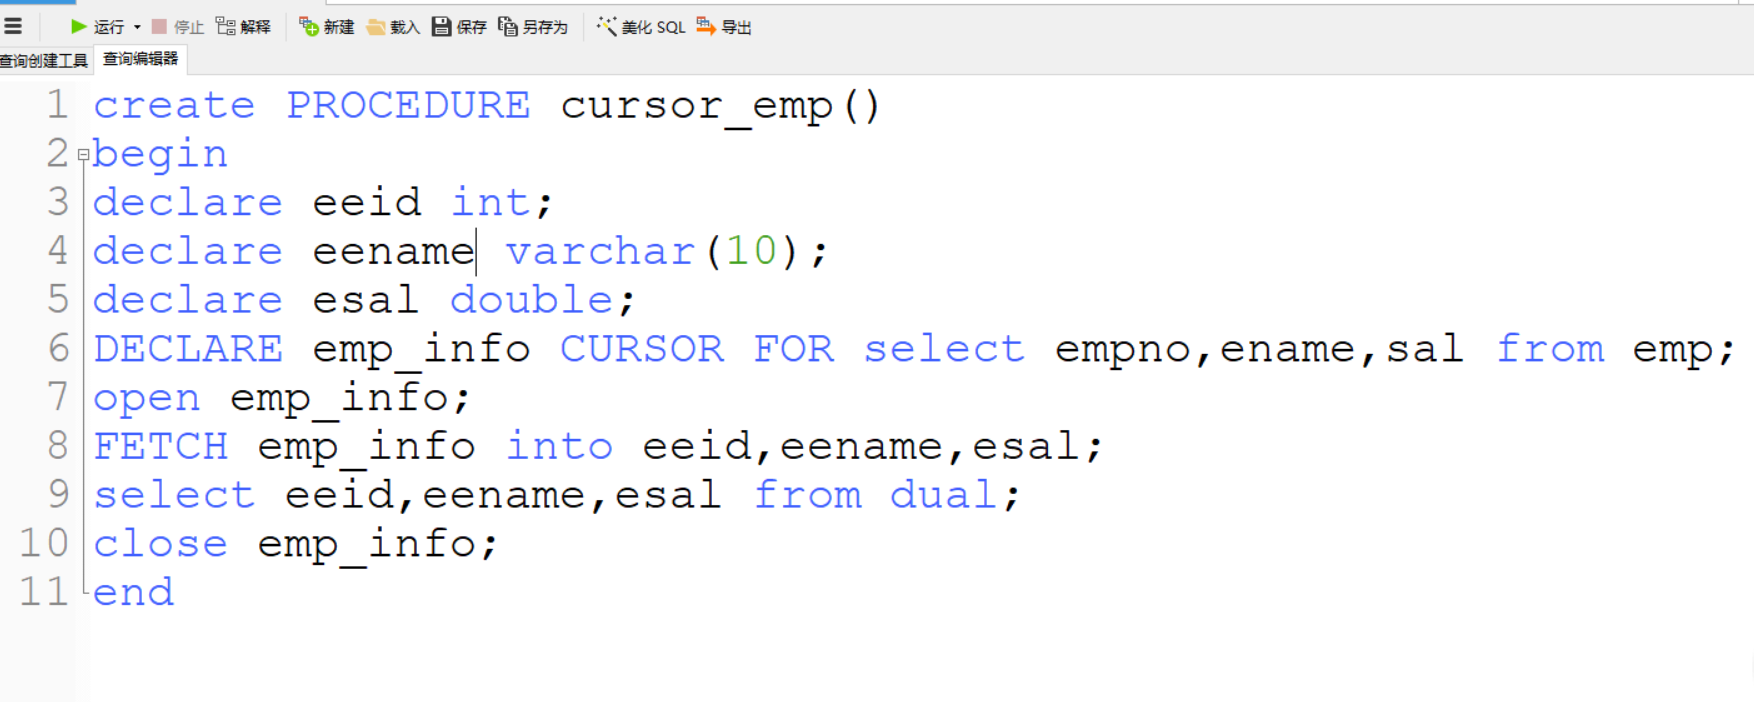 运行 停止 解释 新建 载入 保存 另存为 美化 SQL 导出
查询创建工具 查询编辑器
1 create PROCEDURE cursor_emp()
2 begin
3 declare eeid int;
4 declare eename varchar(10);
5 declare esal double;
6 DECLARE emp_info CURSOR FOR select empno,ename,sal from emp;
7 open emp_info;
8 FETCH emp_info into eeid,eename,esal;
9 select eeid,eename,esal from dual;
10 close emp_info;
11 end